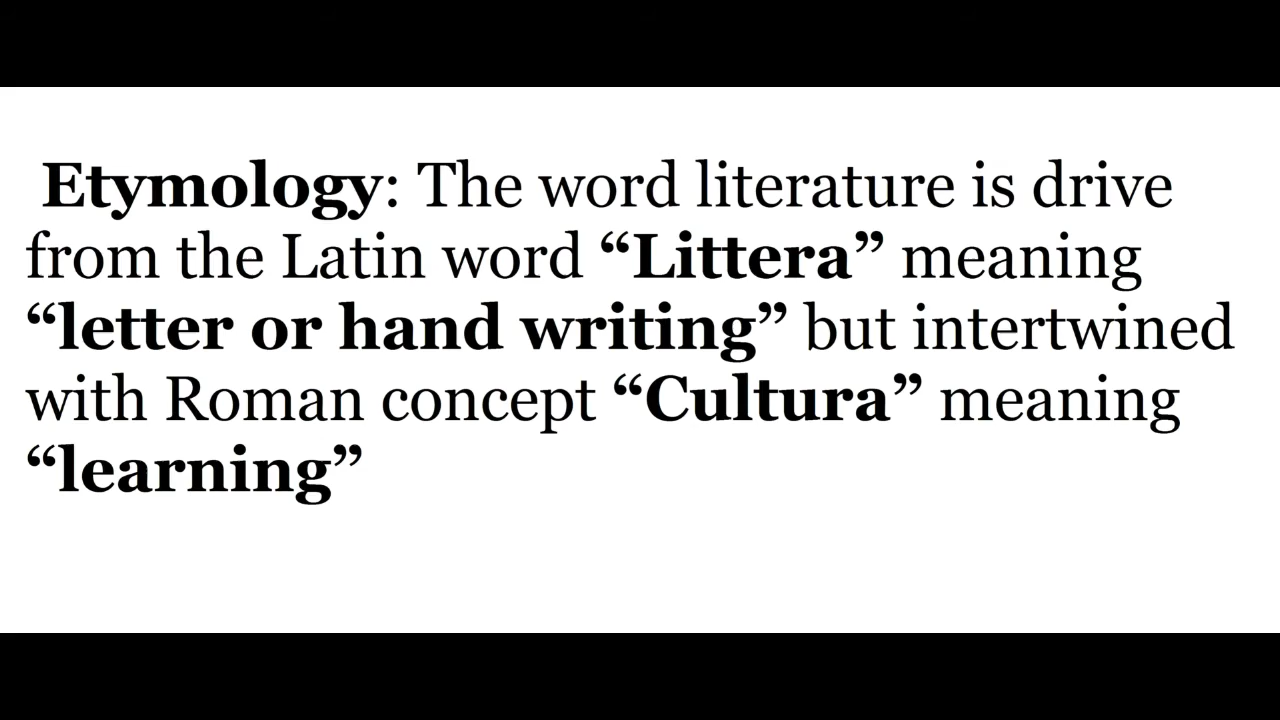 Etymology: The word literature is drive
from the Latin word “Littera” meaning
“letter or hand writing” but intertwined
with Roman concept “Cultura” meaning
“learning”